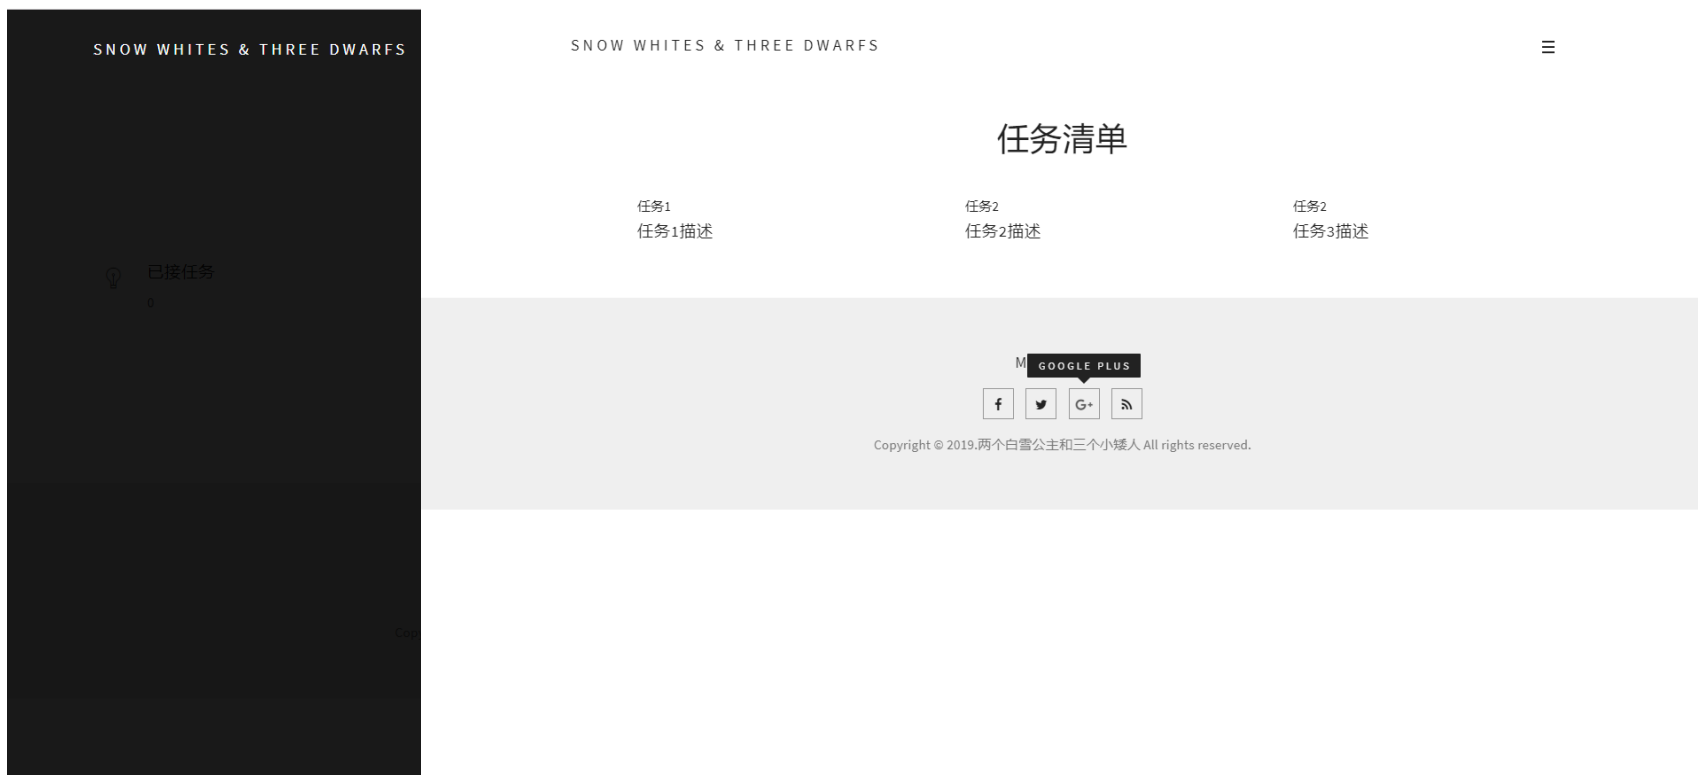 SNOW WHITES & THREE DWARFS
已接任务
0
Cop
SNOW WHITES & THREE DWARFS
任务清单
任务1
任务1描述
任务2
任务2描述
任务2
任务3描述
M
GOOGLE PLUS
Copyright © 2019.两个白雪公主和三个小矮人 All rights reserved.